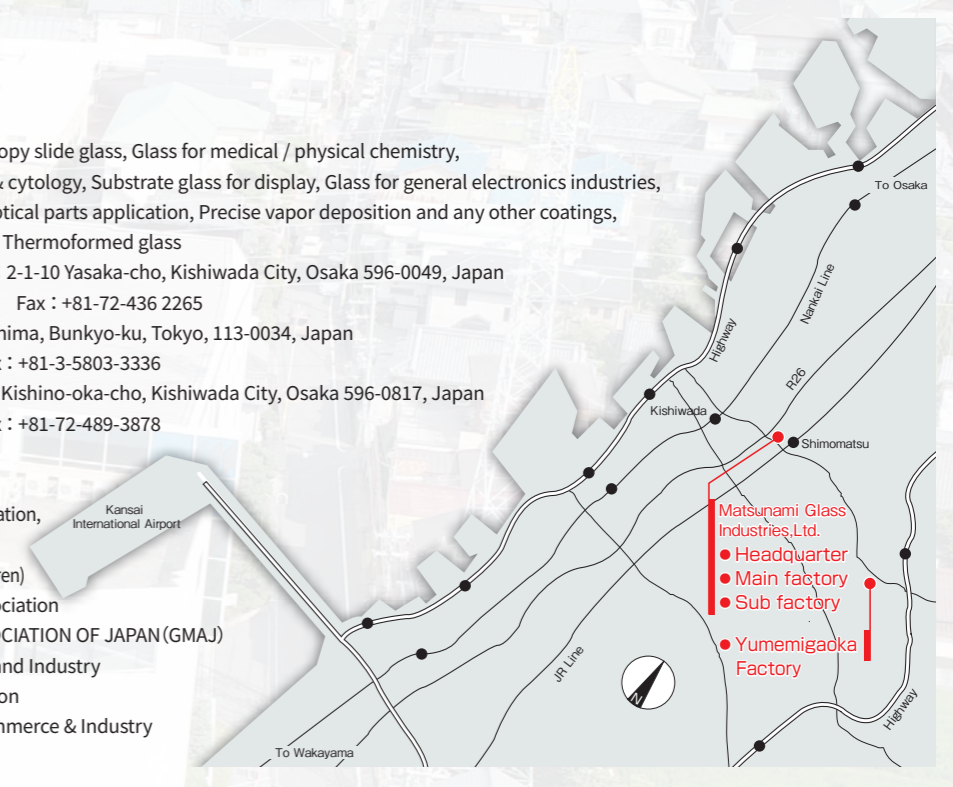 opy slide glass, Glass for medical / physical chemistry,
& cytology, Substrate glass for display, Glass for general electronics industries,
ptical parts application, Precise vapor deposition and any other coatings,
Thermoformed glass
2-1-10 Yasaka-cho, Kishiwada City, Osaka 596-0049, Japan
Fax : +81-72-436 2265
hima, Bunkyo-ku, Tokyo, 113-0034, Japan
x : +81-3-5803-3336
Kishino-oka-cho, Kishiwada City, Osaka 596-0817, Japan
x : +81-72-489-3878
ation,
ren)
ociation
OCIATION OF JAPAN(GMAJ)
and Industry
on
mmerce & Industry
To Osaka
Nankai Line
Highway
R26
Kishiwada
Shimomatsu
Kansai
International Airport
Matsunami Glass
Industries,Ltd.
● Headquarter
● Main factory
● Sub factory
● Yumemigaoka
Factory
JR Line
N
Highway
To Wakayama